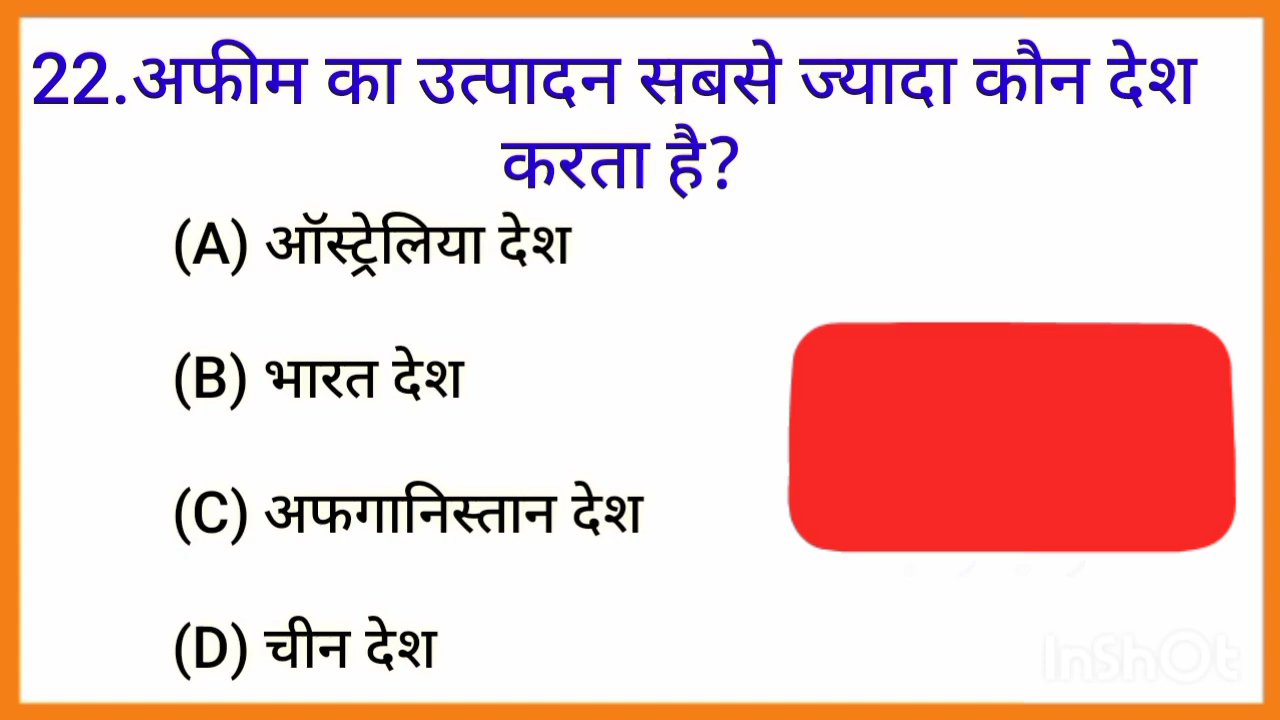 22.अफीम का उत्पादन सबसे ज्यादा कौन देश
करता है?
(A) ऑस्ट्रेलिया देश
(B) भारत देश
(C) अफगानिस्तान देश
(D) चीन देश
InShOt